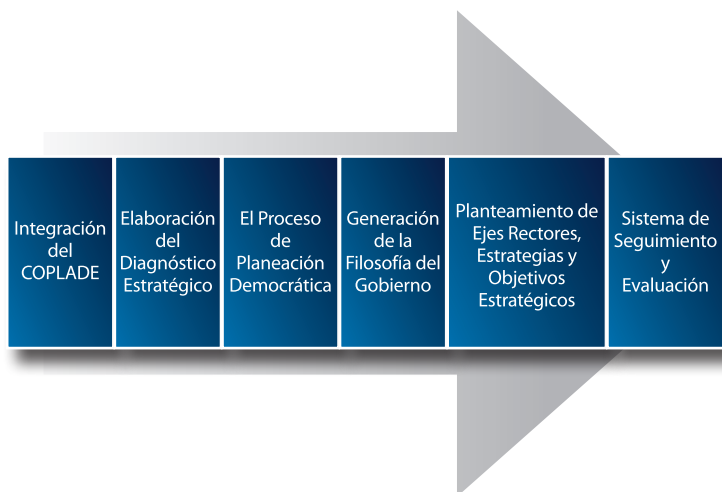 Integración
del
COPLADE
Elaboración
del
Diagnóstico
Estratégico
El Proceso
de
Planeación
Democrática
Generación
de la
Filosofía del
Gobierno
Planteamiento de
Ejes Rectores,
Estrategias y
Objetivos
Estratégicos
Sistema de
Seguimiento
y
Evaluación